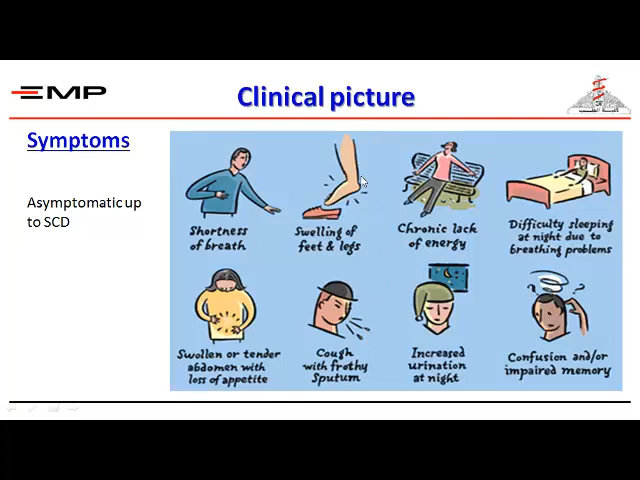 EMP
Clinical picture
كلية الطب
Symptoms
Asymptomatic up
to SCD
Shortness
of breath
Swelling of
feet & legs
Chronic lack
of energy
Difficulty sleeping
at night due to
breathing problems
Swollen or tender
abdomen with
loss of appetite
Cough
with frothy
Sputum
Increased
urination
at night
Confusion and/or
impaired memory